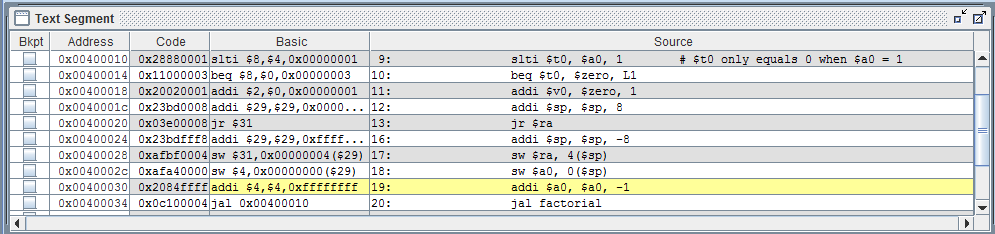 Text Segment
Bkpt Address Code Basic Source
0x00400010 0x28880001 slti $8,$4,0x00000001 9: slti $t0, $a0, 1 # $t0 only equals 0 when $a0 = 1
0x00400014 0x11000003 beq $8,$0,0x00000003 10: beq $t0, $zero, L1
0x00400018 0x20020001 addi $2,$0,0x00000001 11: addi $v0, $zero, 1
0x0040001c 0x23bd0008 addi $29,$29,0x0000... 12: addi $sp, $sp, 8
0x00400020 0x03e00008 jr $31 13: jr $ra
0x00400024 0x23bdfff8 addi $29,$29,0xffff... 16: addi $sp, $sp, -8
0x00400028 0xafbf0004 sw $31,0x00000004($29) 17: sw $ra, 4($sp)
0x0040002c 0xafa40000 sw $4,0x00000000($29) 18: sw $a0, 0($sp)
0x00400030 0x2084ffff addi $4,$4,0xffffffff 19: addi $a0, $a0, -1
0x00400034 0x0c100004 jal 0x00400010 20: jal factorial